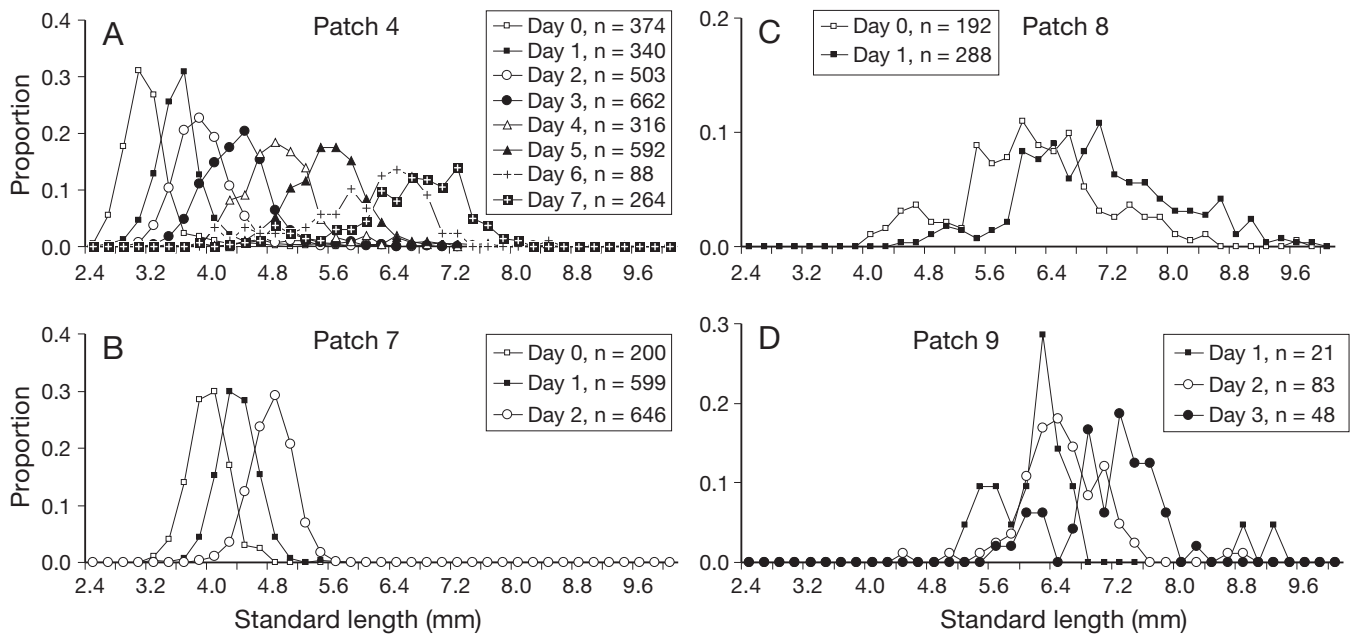 A
Patch 4
Day 0, n = 374
Day 1, n = 340
Day 2, n = 503
Day 3, n = 662
Day 4, n = 316
Day 5, n = 592
Day 6, n = 88
Day 7, n = 264
Proportion
0.4
0.3
0.2
0.1
0.0
2.4 3.2 4.0 4.8 5.6 6.4 7.2 8.0 8.8 9.6
C
Patch 8
Day 0, n = 192
Day 1, n = 288
0.2
0.1
0.0
2.4 3.2 4.8 5.6 6.4 7.2 8.0 8.8 9.6
B
Patch 7
Day 0, n = 200
Day 1, n = 599
Day 2, n = 646
Proportion
0.4
0.3
0.2
0.1
0.0
2.4 3.2 4.0 4.8 5.6 6.4 7.2 8.0 8.8 9.6
Standard length (mm)
D
Patch 9
Day 1, n = 21
Day 2, n = 83
Day 3, n = 48
0.3
0.2
0.1
0.0
2.4 3.2 4.0 4.8 5.6 6.4 7.2 8.0 8.8 9.6
Standard length (mm)